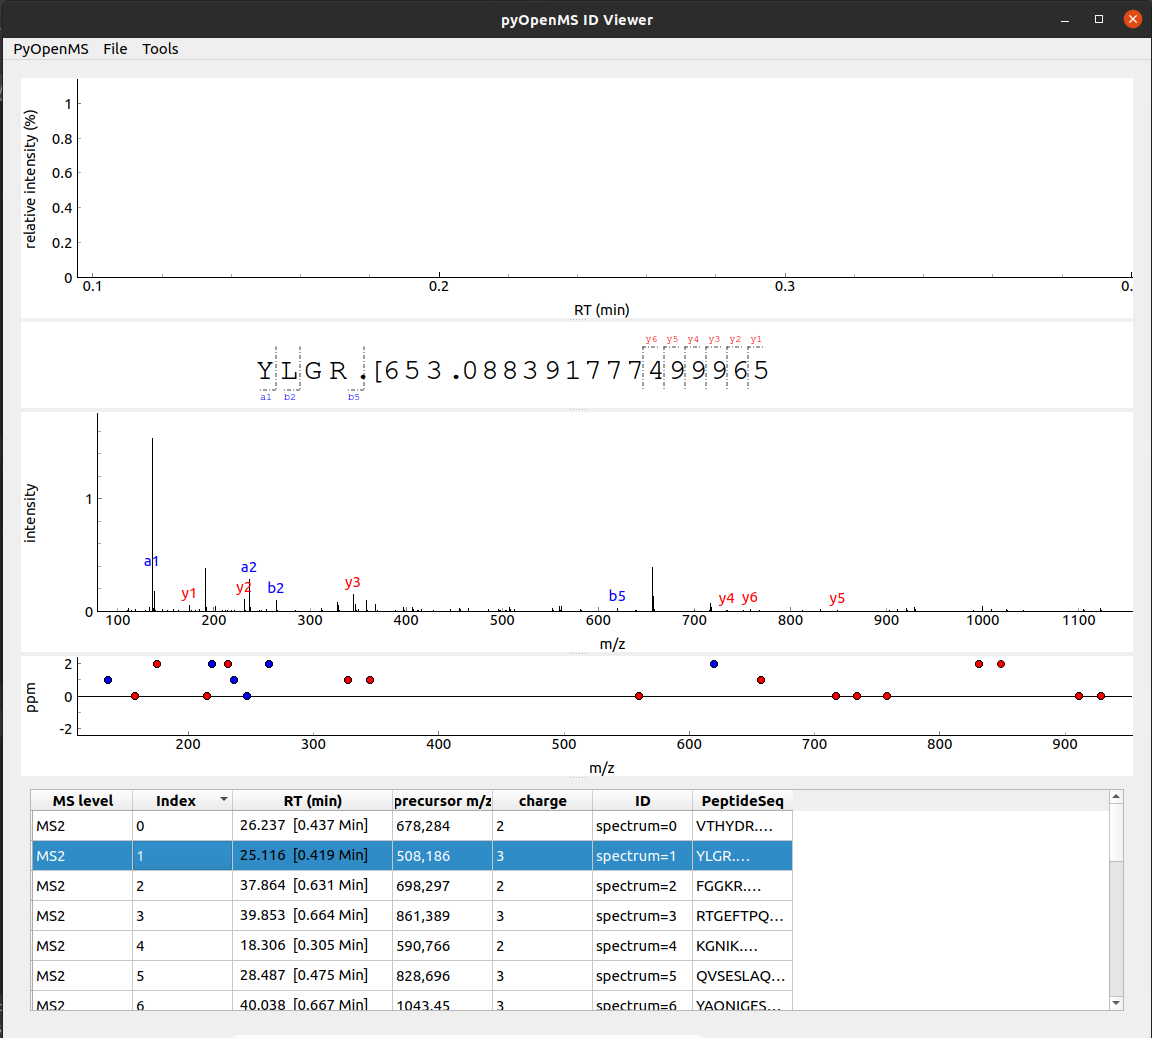 pyOpenMS ID Viewer
PyOpenMS File Tools
relative intensity (%)
1
0.8
0.6
0.4
0.2
0
0.1 0.2 0.3 0.
RT (min)
y6 y5 y4 y3 y2 y1
YLGR.[653.088391777499965
a1 b2 b5
intensity
1
0
a1 y1 y2 a2 b2 y3 b5 y4 y6 y5
100 200 300 400 500 600 700 800 900 1000 1100
m/z
ppm
2
0
-2
200 300 400 500 600 700 800 900
m/z
MS level Index RT (min) precursor m/z charge ID PeptideSeq
MS2 0 26.237 [0.437 Min] 678,284 2 spectrum=0 VTHYDR.…
MS2 1 25.116 [0.419 Min] 508,186 3 spectrum=1 YLGR.…
MS2 2 37.864 [0.631 Min] 698,297 2 spectrum=2 FGGKR.…
MS2 3 39.853 [0.664 Min] 861,389 3 spectrum=3 RTGEFTPQ…
MS2 4 18.306 [0.305 Min] 590,766 2 spectrum=4 KGNIK.…
MS2 5 28.487 [0.475 Min] 828,696 3 spectrum=5 QVSESLAQ…
MS2 6 40.038 [0.667 Min] 1043,45 3 spectrum=6 YAQNIGES…